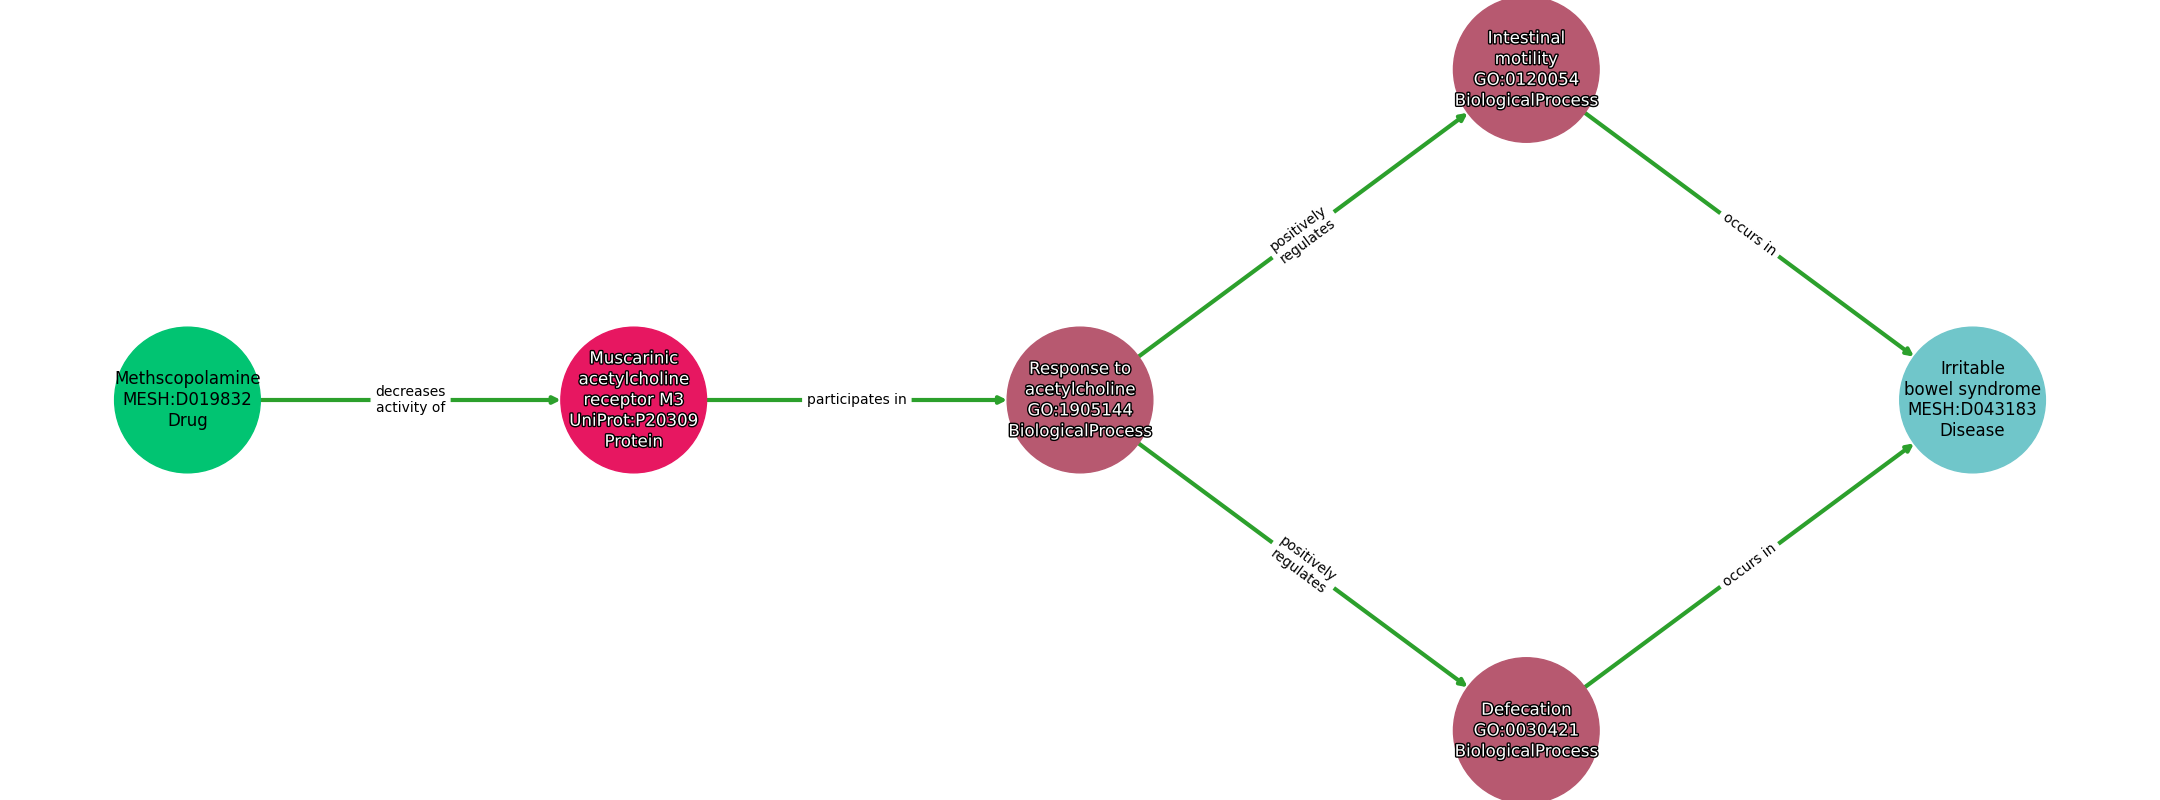 Methscopolamine
MESH:D019832
Drug
decreases
activity of
Muscarinic
acetylcholine
receptor M3
UniProt:P20309
Protein
participates in
Response to
acetylcholine
GO:1905144
BiologicalProcess
positively
regulates
Intestinal
motility
GO:0120054
BiologicalProcess
occurs in
positively
regulates
Defecation
GO:0030421
BiologicalProcess
occurs in
Irritable
bowel syndrome
MESH:D043183
Disease